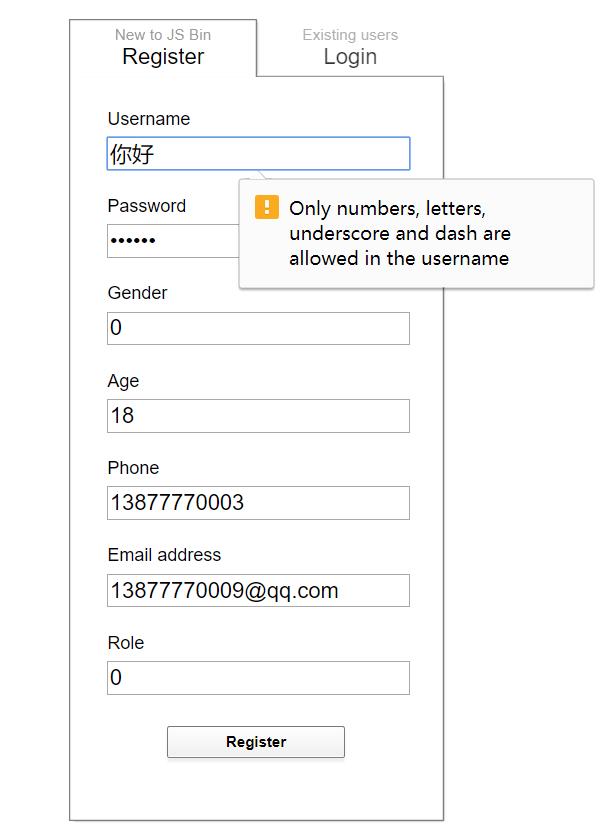 New to JS Bin
Register
Existing users
Login
Username
你好
Only numbers, letters,
underscore and dash are
allowed in the username
Password
••••••
Gender
0
Age
18
Phone
13877770003
Email address
13877770009@qq.com
Role
0
Register